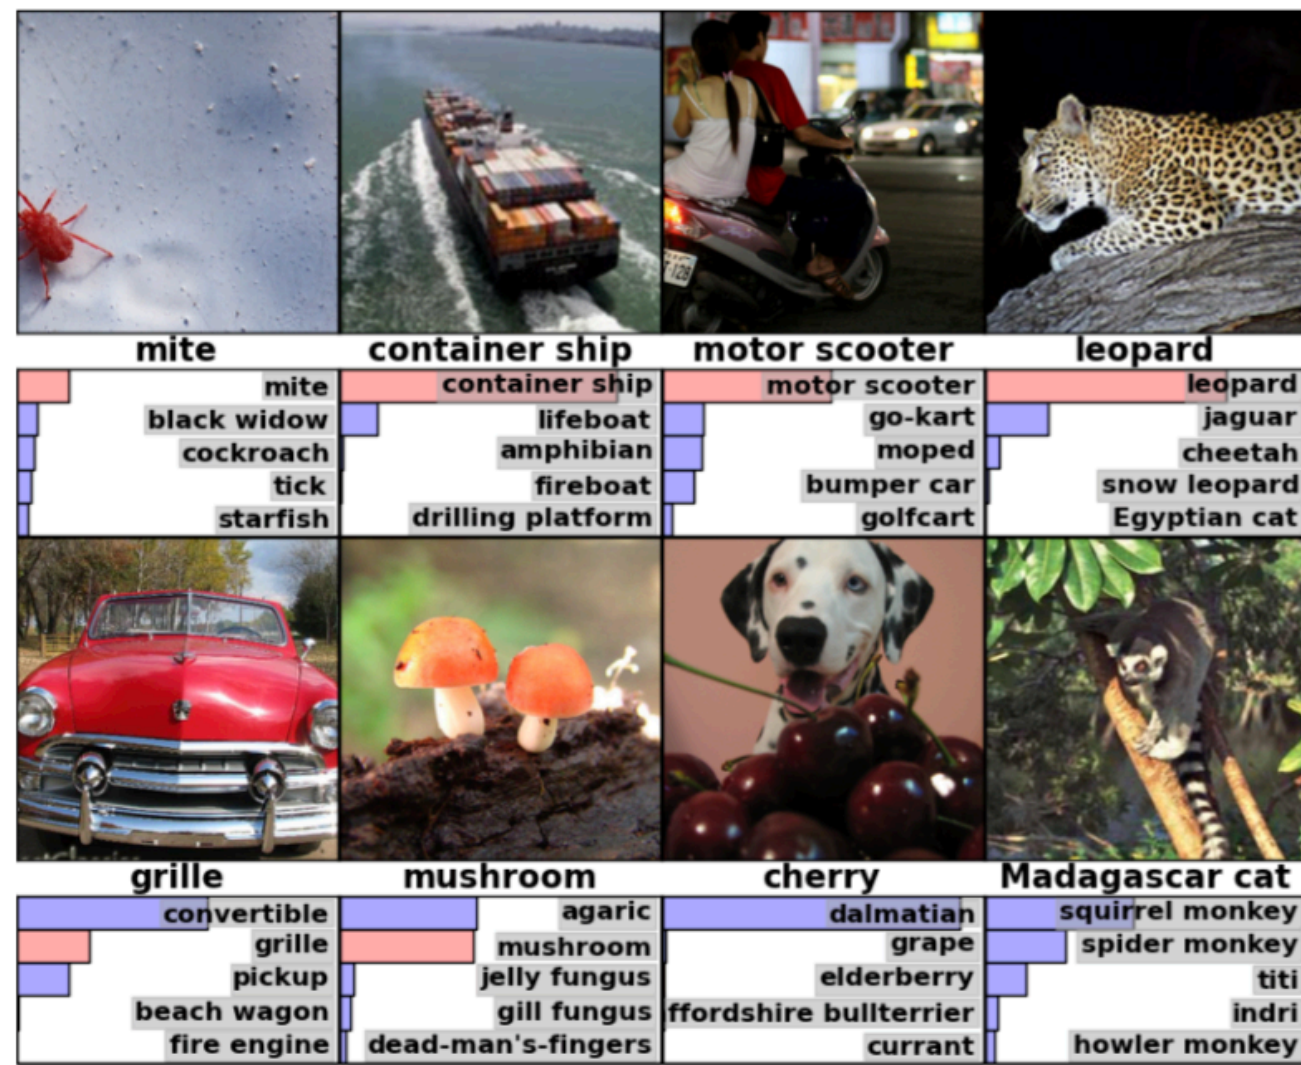 mite
container ship
motor scooter
leopard
mite
black widow
cockroach
tick
starfish
container ship
lifeboat
amphibian
fireboat
drilling platform
motor scooter
go-kart
moped
bumper car
golfcart
leopard
jaguar
cheetah
snow leopard
Egyptian cat
grille
mushroom
cherry
Madagascar cat
convertible
grille
pickup
beach wagon
fire engine
agaric
mushroom
jelly fungus
gill fungus
dead-man's-fingers
dalmatian
grape
elderberry
ffordshire bullterrier
currant
squirrel monkey
spider monkey
titi
indri
howler monkey